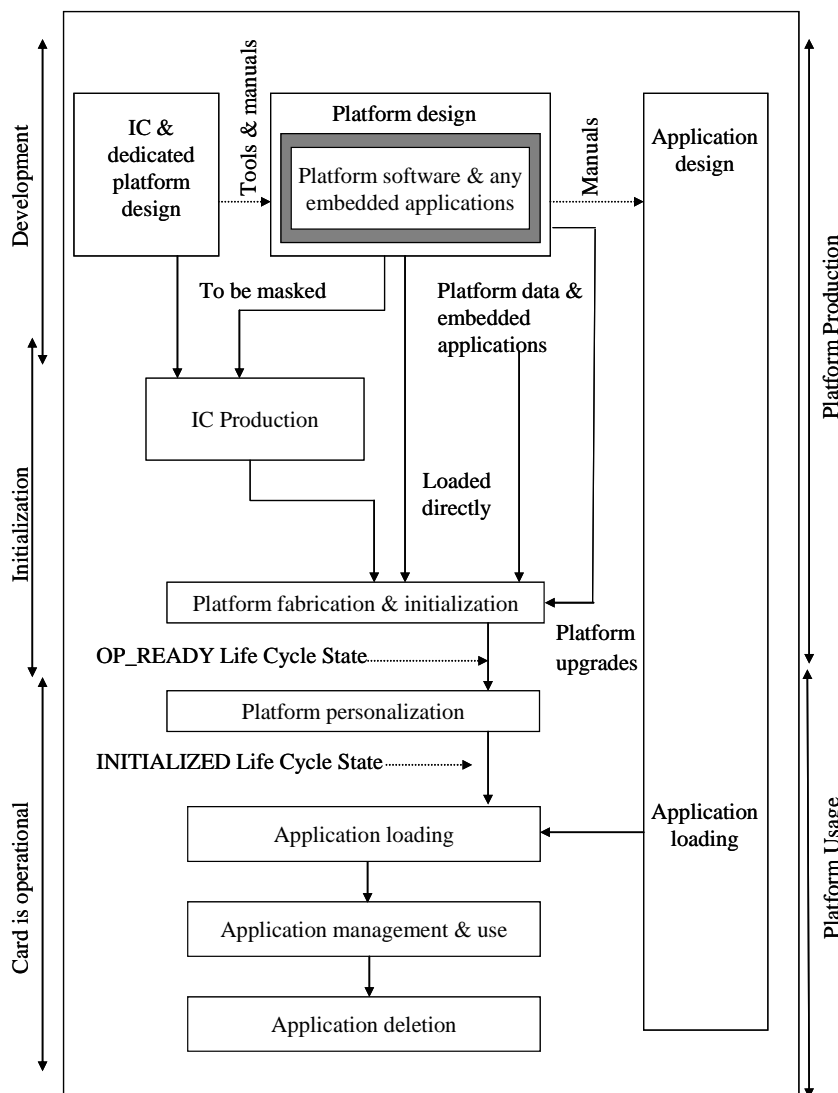 Development
Initialization
Card is operational
IC &
dedicated
platform
design
Tools & manuals
Platform design
Platform software & any
embedded applications
Manuals
Application
design
To be masked
Platform data &
embedded
applications
IC Production
Loaded
directly
Platform fabrication & initialization
OP_READY Life Cycle State
Platform
upgrades
Platform personalization
INITIALIZED Life Cycle State
Application loading
Application
loading
Application management & use
Application deletion
Platform Production
Platform Usage